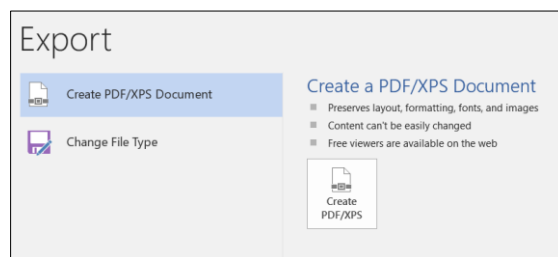 Export
Create PDF/XPS Document
Change File Type
Create a PDF/XPS Document
Preserves layout, formatting, fonts, and images
Content can't be easily changed
Free viewers are available on the web
Create
PDF/XPS